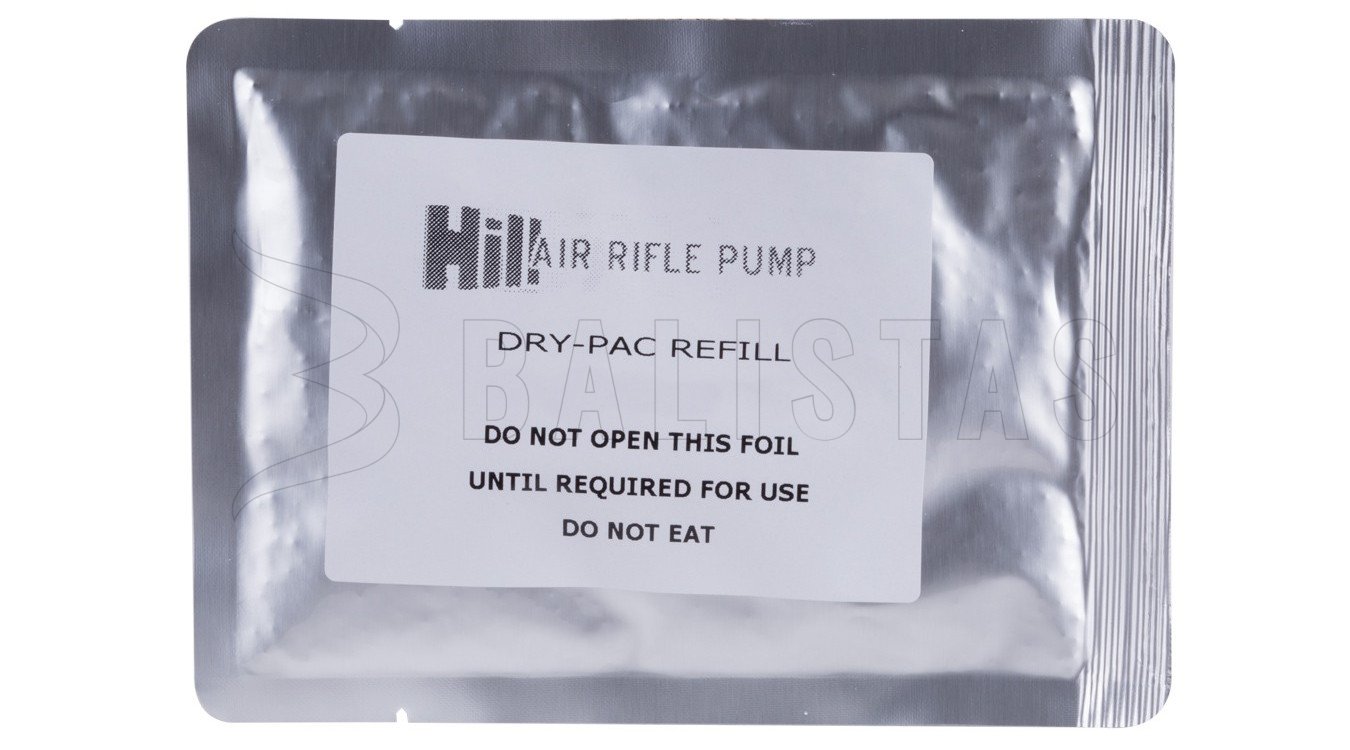 Hill AIR RIFLE PUMP
DRY-PAC REFILL
BALISTAS
DO NOT OPEN THIS FOIL
UNTIL REQUIRED FOR USE
DO NOT EAT